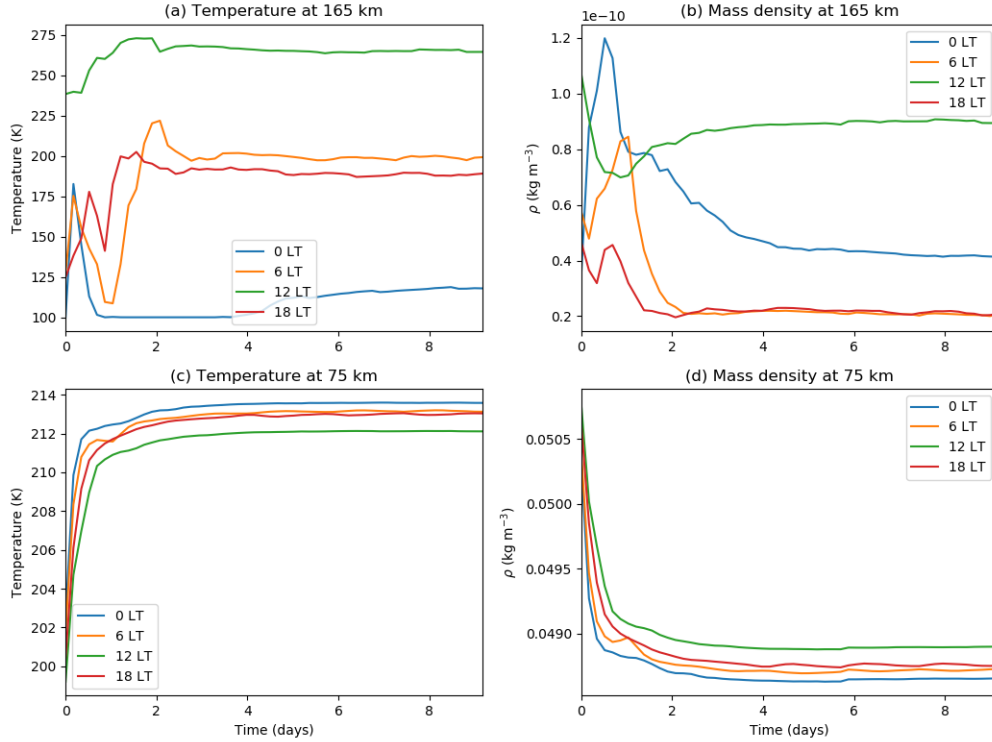 (a) Temperature at 165 km
275
250
225
200
175
150
125
100
Temperature (K)
0 LT
6 LT
12 LT
18 LT
0
2
4
6
8
(b) Mass density at 165 km
1e−10
1.2
1.0
0.8
0.6
0.4
0.2
ρ (kg m⁻³)
0 LT
6 LT
12 LT
18 LT
0
2
4
6
8
(c) Temperature at 75 km
214
212
210
208
206
204
202
200
Temperature (K)
0 LT
6 LT
12 LT
18 LT
0
2
4
6
8
Time (days)
(d) Mass density at 75 km
0.0505
0.0500
0.0495
0.0490
ρ (kg m⁻³)
0 LT
6 LT
12 LT
18 LT
0
2
4
6
8
Time (days)